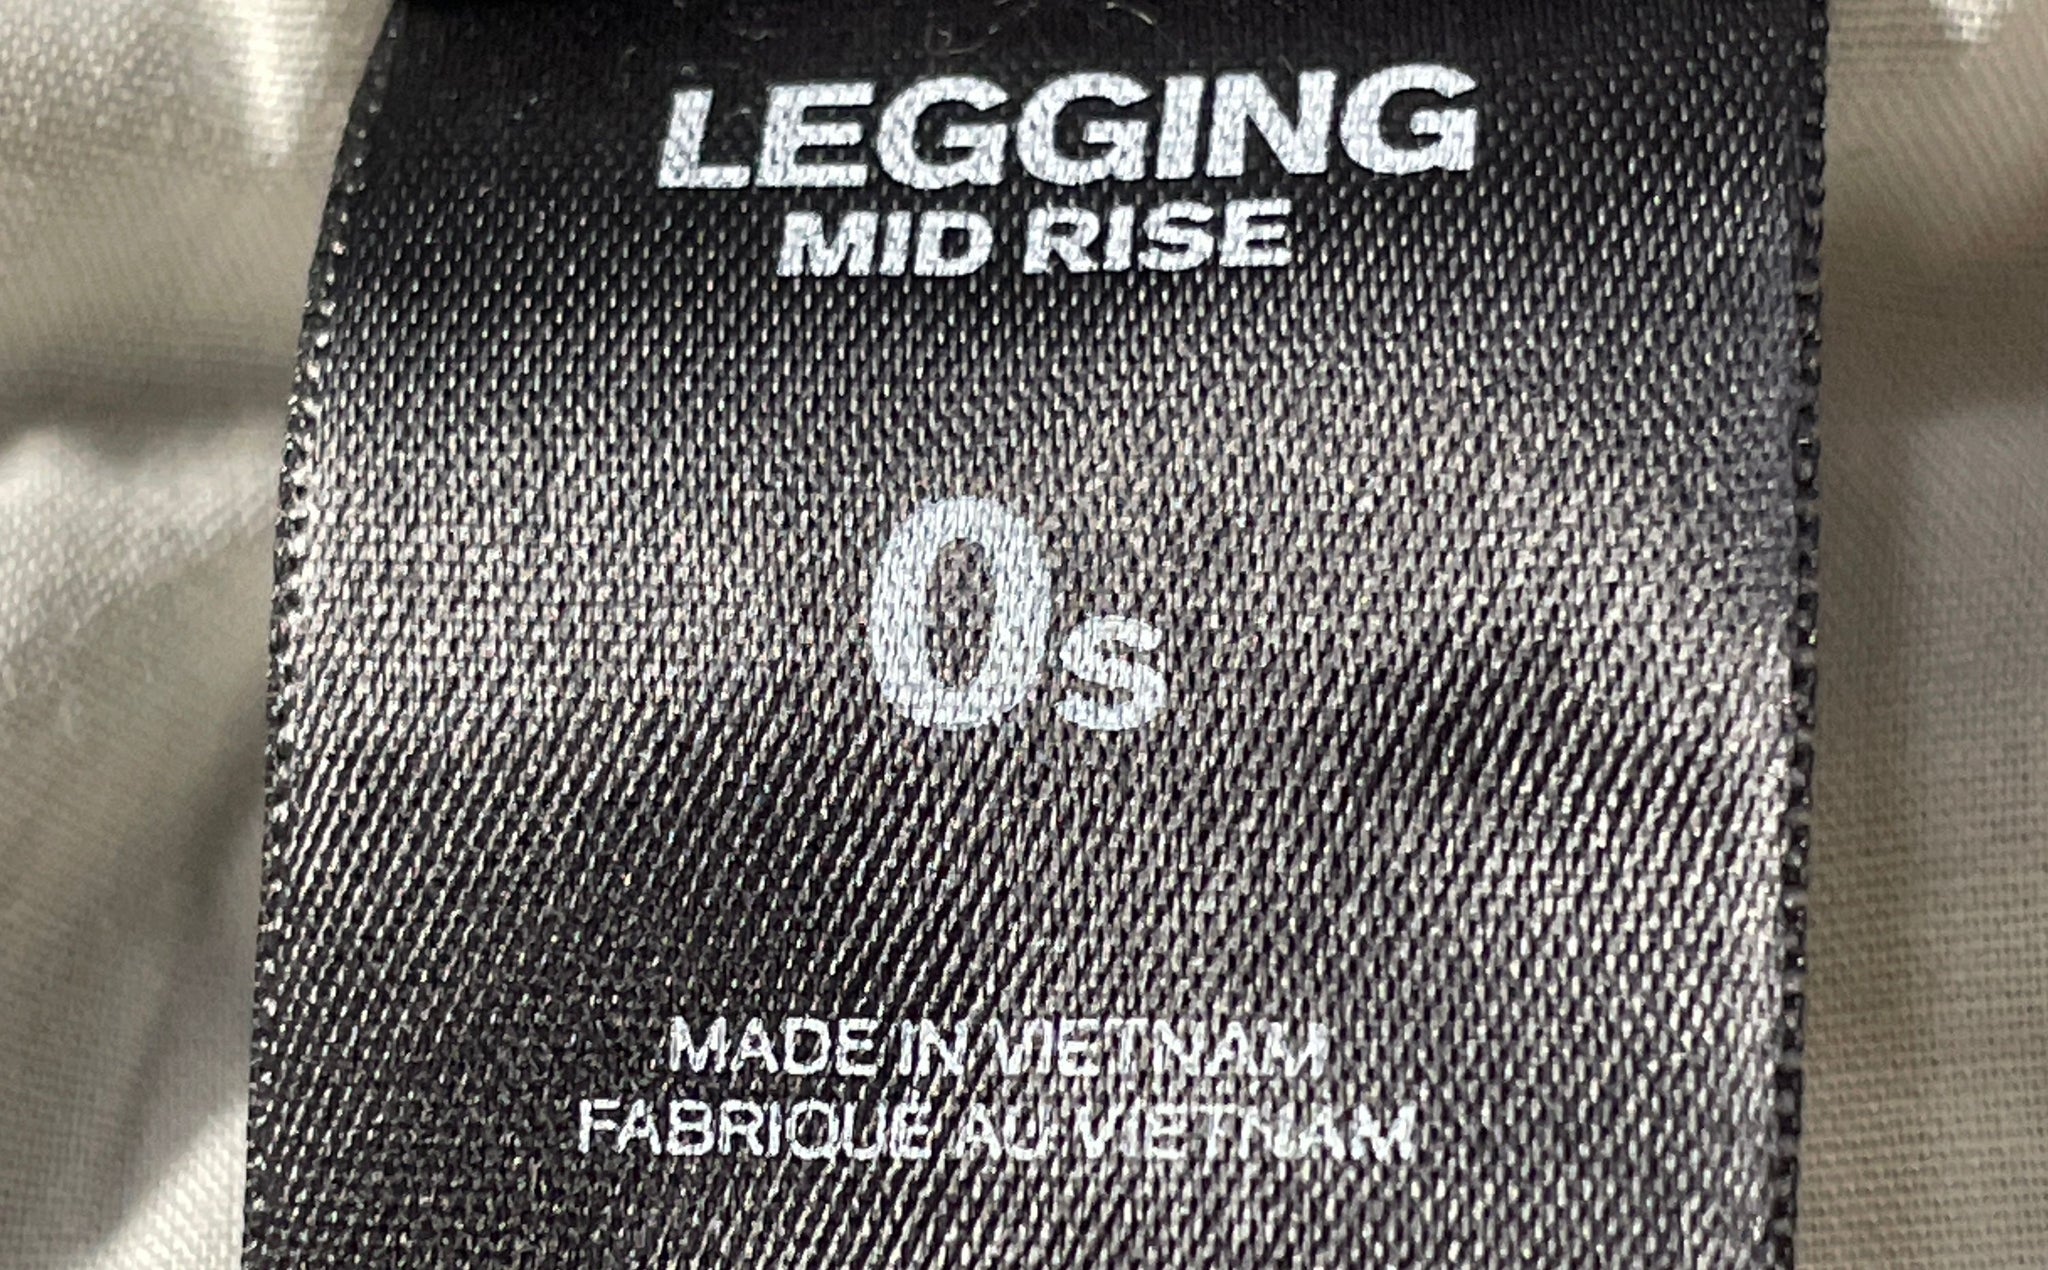 LEGGING
MID RISE
0s
MADE IN VIETNAM
FABRIQUE AU VIETNAM